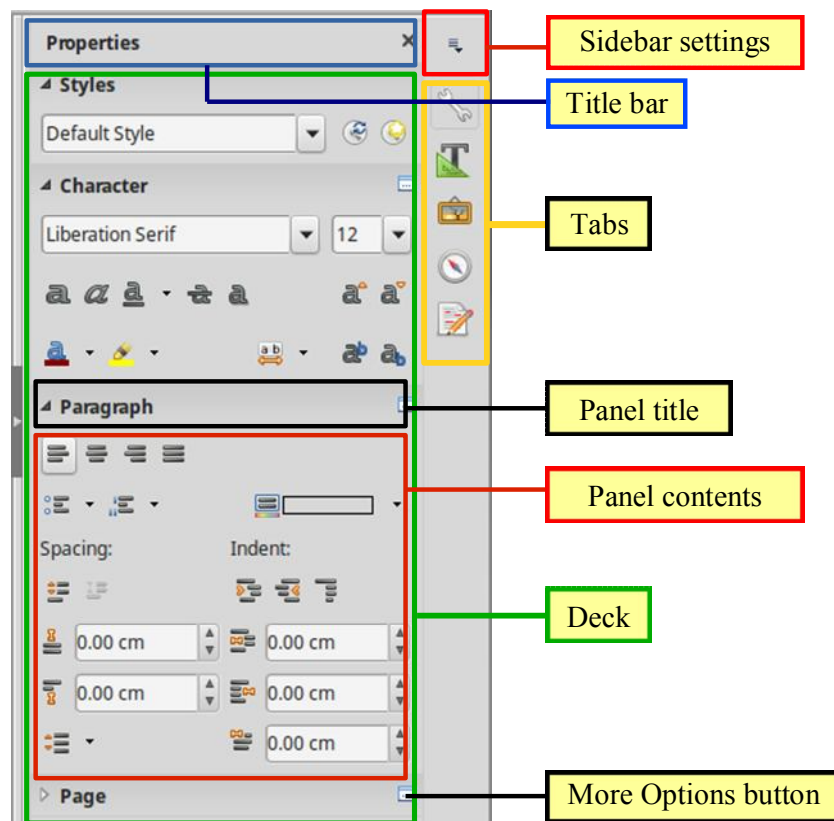 Properties
Sidebar settings
Styles
Title bar
Default Style
Character
Liberation Serif
12
Tabs
Paragraph
Panel title
Panel contents
Spacing:
Indent:
Deck
0.00 cm
0.00 cm
0.00 cm
0.00 cm
0.00 cm
Page
More Options button